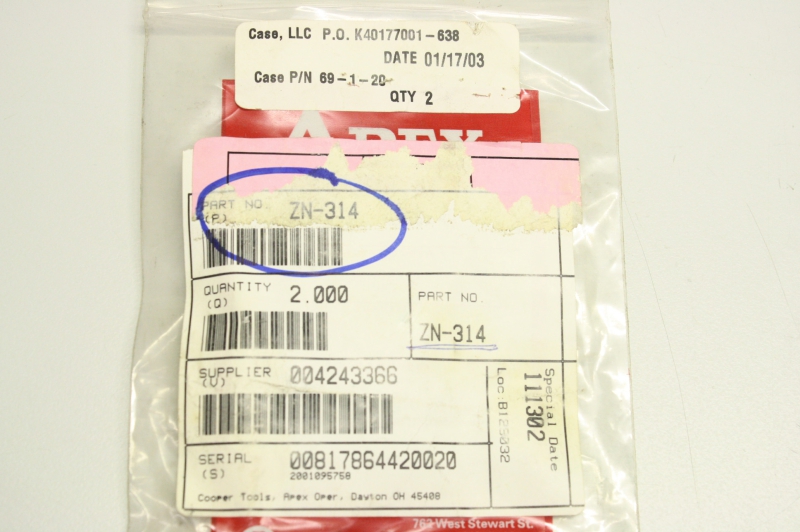 Case, LLC P.O. K40177001-638
DATE 01/17/03
Case P/N 69-1-20
QTY 2
APEX
PART NO. ZN-314
(P)
QUANTITY 2.000
(Q)
PART NO.
ZN-314
SUPPLIER 004243366
(V)
Special Date
111302
Loc:B123032
SERIAL 00817864420020
(S) 2001095758
Cooper Tools, Apex Oper, Dayton OH 45408
762 West Stewart St.